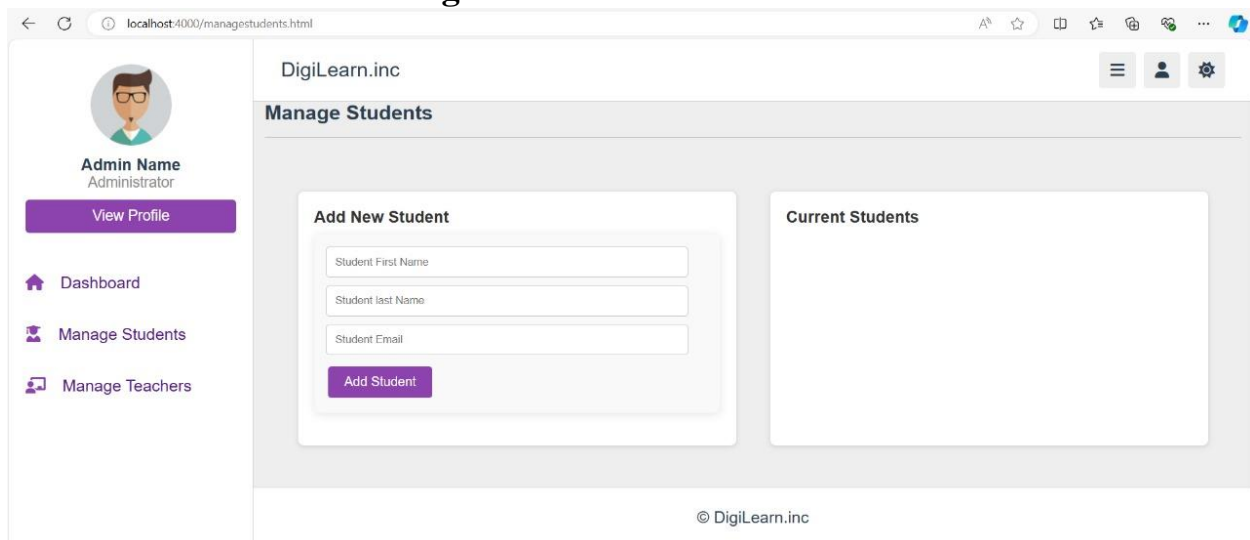 localhost:4000/managestudents.html
DigiLearn.inc
Manage Students
Admin Name
Administrator
View Profile
Dashboard
Manage Students
Manage Teachers
Add New Student
Student First Name
Student last Name
Student Email
Add Student
Current Students
© DigiLearn.inc